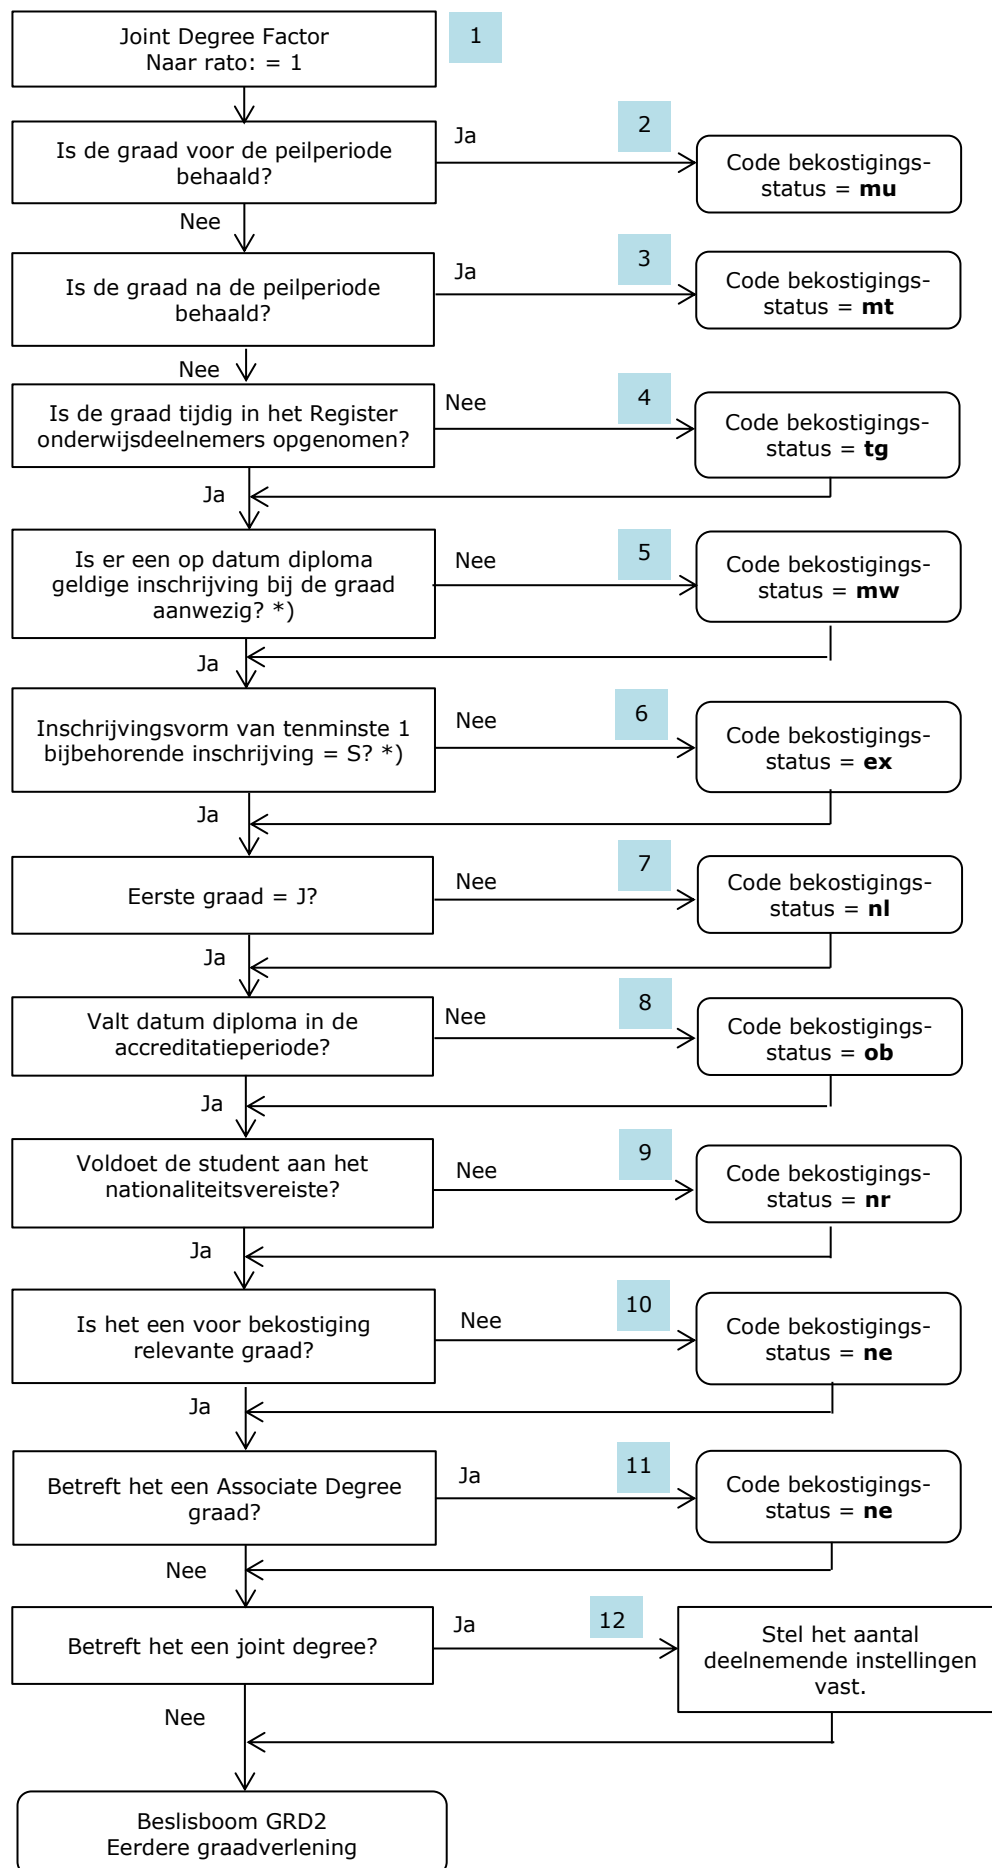 Joint Degree Factor
Naar rato: = 1
1
Is de graad voor de peilperiode
behaald?
Ja
2
Code bekostigings-
status = mu
Nee
Is de graad na de peilperiode
behaald?
Ja
3
Code bekostigings-
status = mt
Nee
Is de graad tijdig in het Register
onderwijsdeelnemers opgenomen?
Nee
4
Code bekostigings-
status = tg
Ja
Is er een op datum diploma
geldige inschrijving bij de graad
aanwezig? *)
Nee
5
Code bekostigings-
status = mw
Ja
Inschrijvingsvorm van tenminste 1
bijbehorende inschrijving = S? *)
Nee
6
Code bekostigings-
status = ex
Ja
Eerste graad = J?
Nee
7
Code bekostigings-
status = nl
Ja
Valt datum diploma in de
accreditatieperiode?
Nee
8
Code bekostigings-
status = ob
Ja
Voldoet de student aan het
nationaliteitsvereiste?
Nee
9
Code bekostigings-
status = nr
Ja
Is het een voor bekostiging
relevante graad?
Nee
10
Code bekostigings-
status = ne
Ja
Betreft het een Associate Degree
graad?
Ja
11
Code bekostigings-
status = ne
Nee
Betreft het een joint degree?
Ja
12
Stel het aantal
deelnemende instellingen
vast.
Nee
Beslisboom GRD2
Eerdere graadverlening